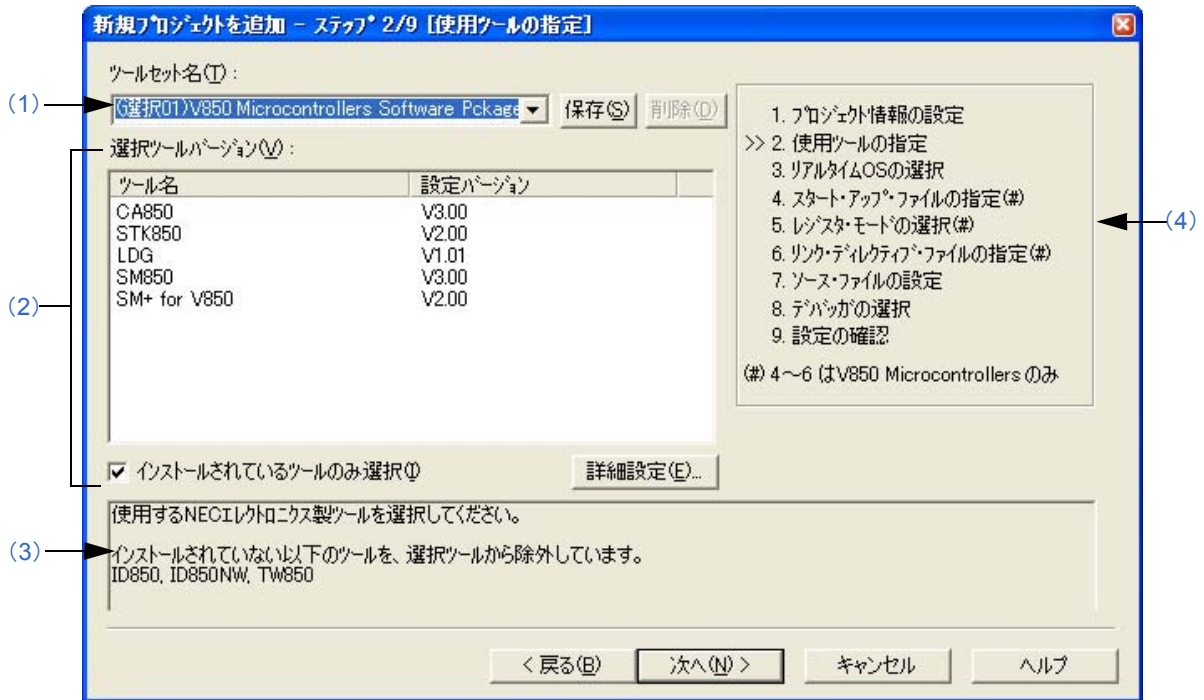 新規プロジェクトを追加 - ステップ 2/9 [使用ツールの指定]
ツールセット名(T) :
(1)
(選択01)V850 Microcontrollers Software Pckage
保存(S)
削除(D)
選択ツールバージョン(V) :
ツール名 設定バージョン
CA850 V3.00
STK850 V2.00
LDG V1.01
SM850 V3.00
SM+ for V850 V2.00
(2)
インストールされているツールのみ選択(I)
詳細設定(E)...
使用するNECエレクトロニクス製ツールを選択してください。
(3)
インストールされていない以下のツールを、選択ツールから除外しています。
ID850, ID850NW, TW850
1. プロジェクト情報の設定
>> 2. 使用ツールの指定
3. リアルタイムOSの選択
4. スタート・アップ・ファイルの指定(#)
5. レジスタ・モードの選択(#)
(4)
6. リンク・ディレクティブ・ファイルの指定(#)
7. ソース・ファイルの設定
8. デバッガの選択
9. 設定の確認
(#) 4～6 はV850 Microcontrollers のみ
< 戻る(B)
次へ(N) >
キャンセル
ヘルプ